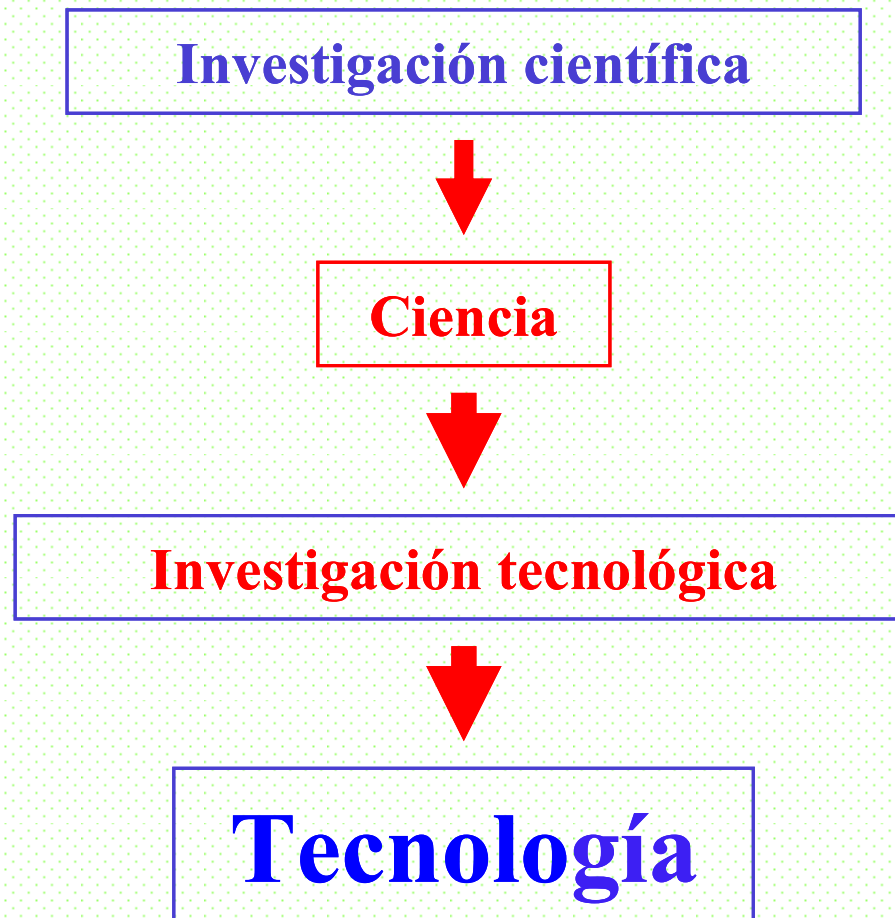 Investigación científica
Ciencia
Investigación tecnológica
Tecnología